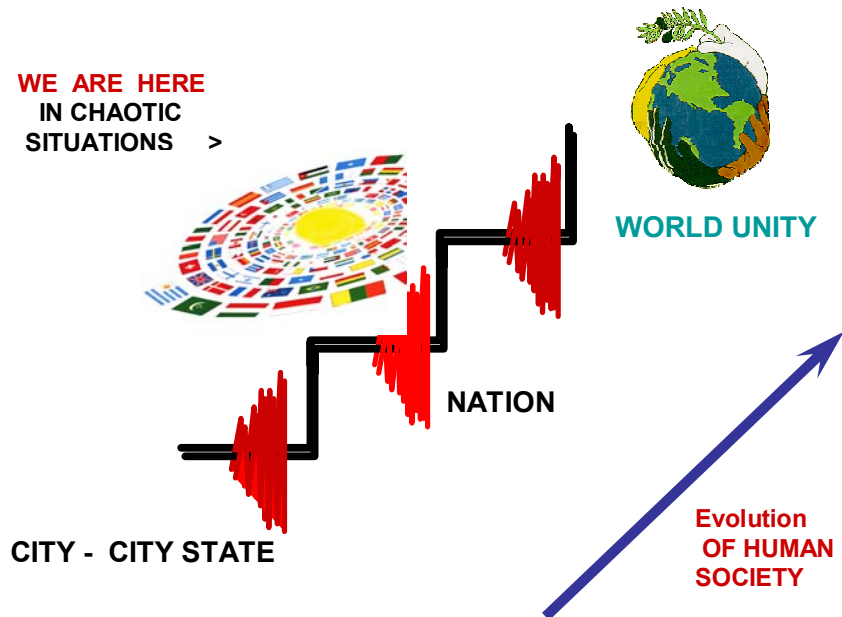 WE ARE HERE
IN CHAOTIC
SITUATIONS >
WORLD UNITY
NATION
CITY - CITY STATE
Evolution
OF HUMAN
SOCIETY